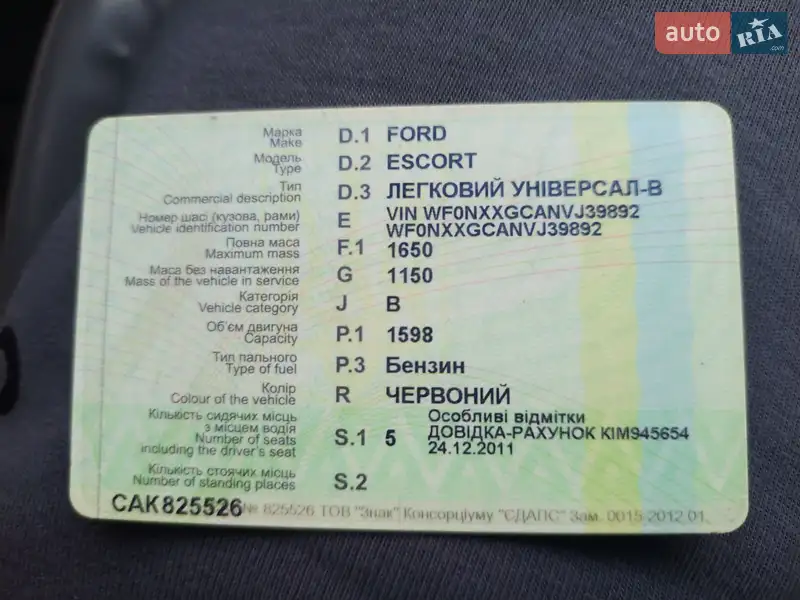 auto RIA .com
Марка D.1 FORD
Make
Модель D.2 ESCORT
Type
Тип D.3 ЛЕГКОВИЙ УНІВЕРСАЛ-В
Commercial description
Номер шасі (кузова, рами) E VIN WF0NXXGCANVJ39892
Vehicle identification number WF0NXXGCANVJ39892
Повна маса F.1 1650
Maximum mass
Маса без навантаження G 1150
Mass of the vehicle in service
Категорія J B
Vehicle category
Об'єм двигуна P.1 1598
Capacity
Тип пального P.3 Бензин
Type of fuel
Колір R ЧЕРВОНИЙ
Colour of the vehicle
Кількість сидячих місць Особливі відмітки
з місцем водія S.1 5 ДОВІДКА-РАХУНОК КІМ945654
Number of seats 24.12.2011
including the driver's seat
Кількість стоячих місць S.2
Number of standing places
САК825526 № 825526 ТОВ "Знак" Консорціуму "ЄДАПС" Зам. 0015 2012 01